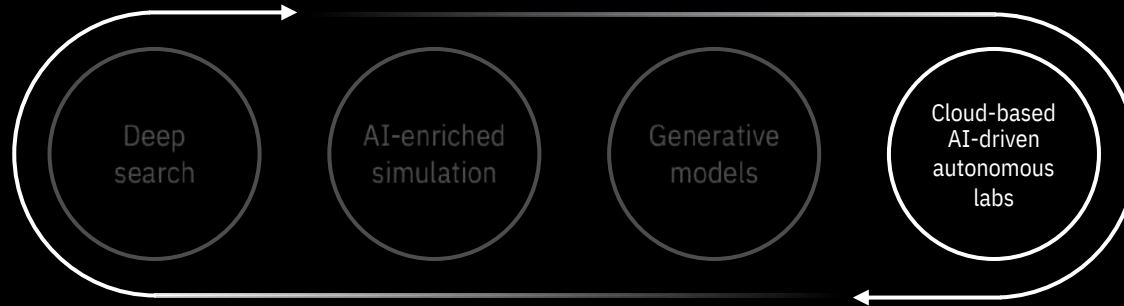 Deep
search
AI-enriched
simulation
Generative
models
Cloud-based
AI-driven
autonomous
labs